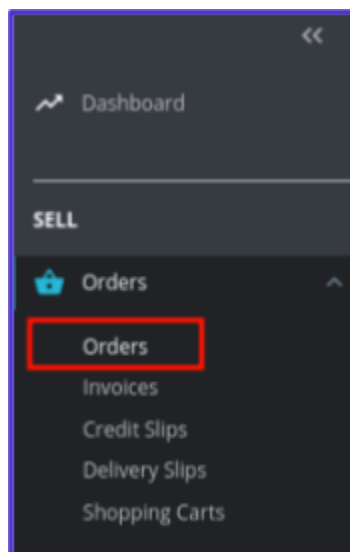 Dashboard
SELL
Orders
Orders
Invoices
Credit Slips
Delivery Slips
Shopping Carts